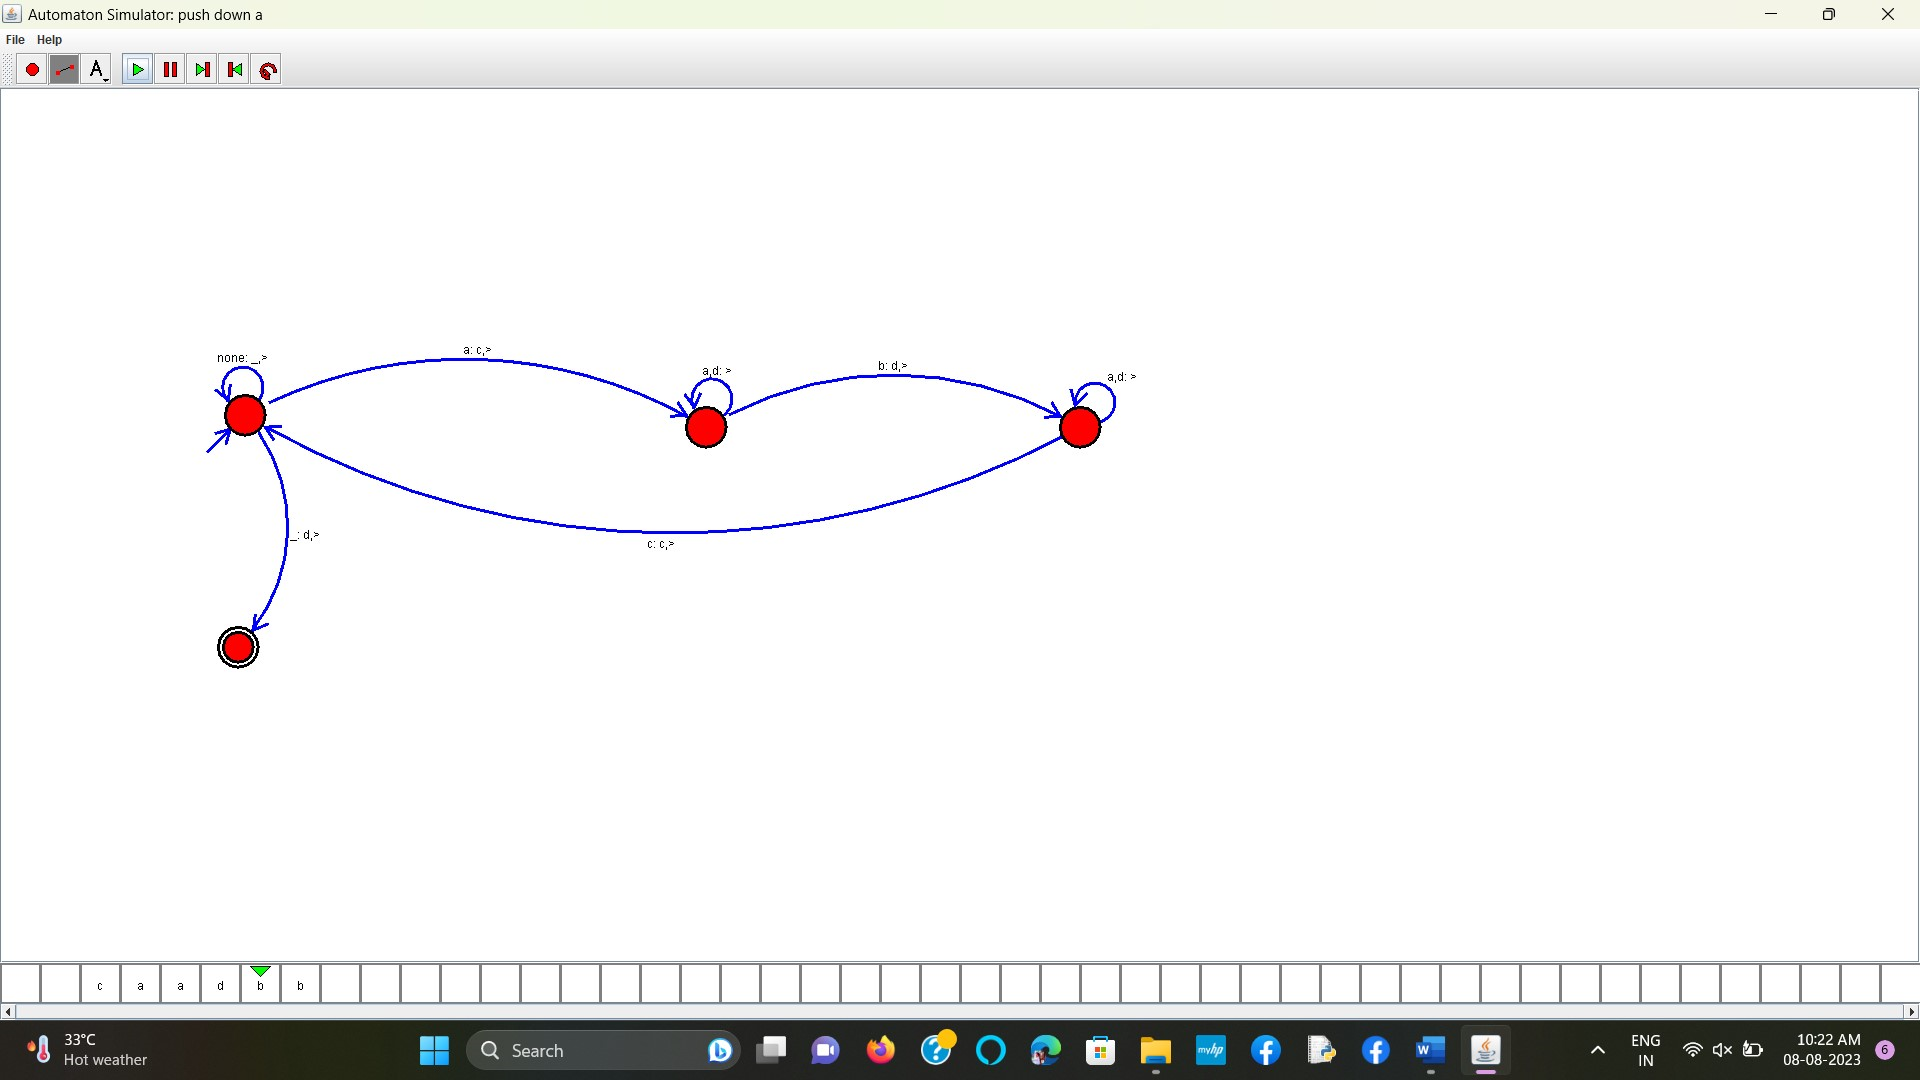 Automaton Simulator: push down a
File Help
A
none: _,>
a: c,>
a,d: >
b: d,>
a,d: >
_: d,>
c: c,>
c a a d b b
33°C
Hot weather
Search
myhp
W
ENG
IN
10:22 AM
08-08-2023
6